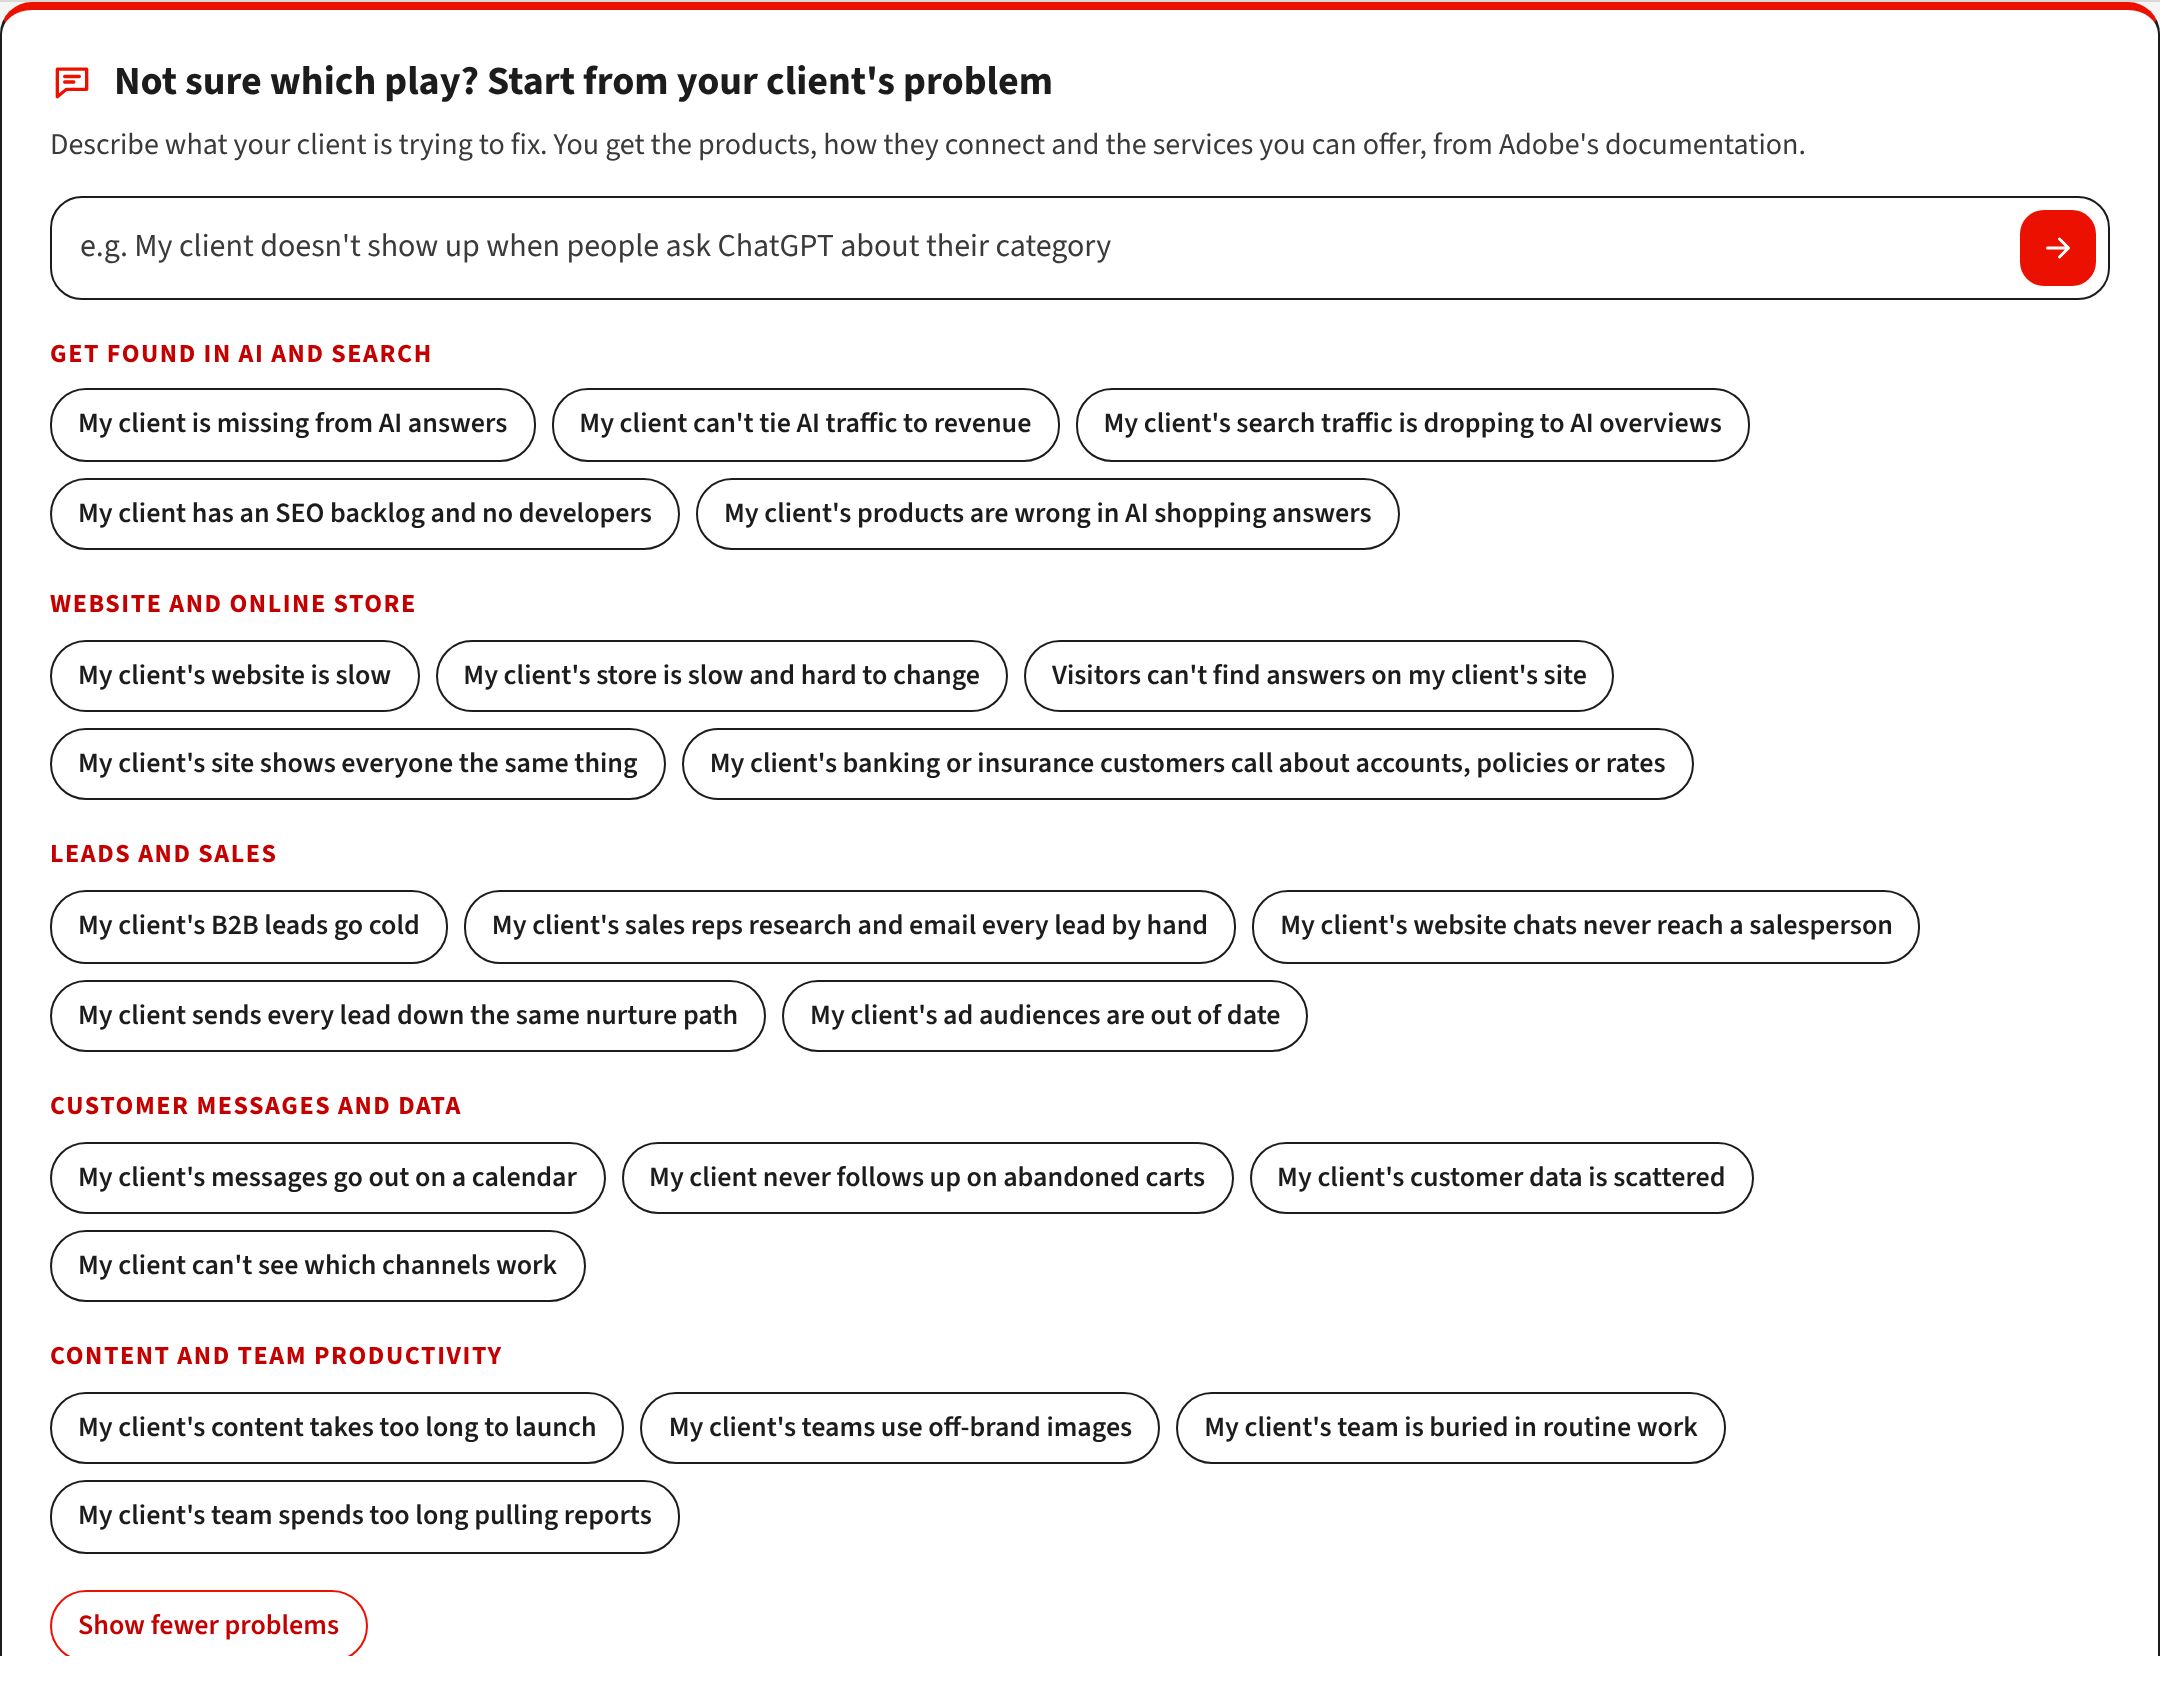 Not sure which play? Start from your client's problem
Describe what your client is trying to fix. You get the products, how they connect and the services you can offer, from Adobe's documentation.
e.g. My client doesn't show up when people ask ChatGPT about their category
GET FOUND IN AI AND SEARCH
My client is missing from AI answers
My client can't tie AI traffic to revenue
My client's search traffic is dropping to AI overviews
My client has an SEO backlog and no developers
My client's products are wrong in AI shopping answers
WEBSITE AND ONLINE STORE
My client's website is slow
My client's store is slow and hard to change
Visitors can't find answers on my client's site
My client's site shows everyone the same thing
My client's banking or insurance customers call about accounts, policies or rates
LEADS AND SALES
My client's B2B leads go cold
My client's sales reps research and email every lead by hand
My client's website chats never reach a salesperson
My client sends every lead down the same nurture path
My client's ad audiences are out of date
CUSTOMER MESSAGES AND DATA
My client's messages go out on a calendar
My client never follows up on abandoned carts
My client's customer data is scattered
My client can't see which channels work
CONTENT AND TEAM PRODUCTIVITY
My client's content takes too long to launch
My client's teams use off-brand images
My client's team is buried in routine work
My client's team spends too long pulling reports
Show fewer problems